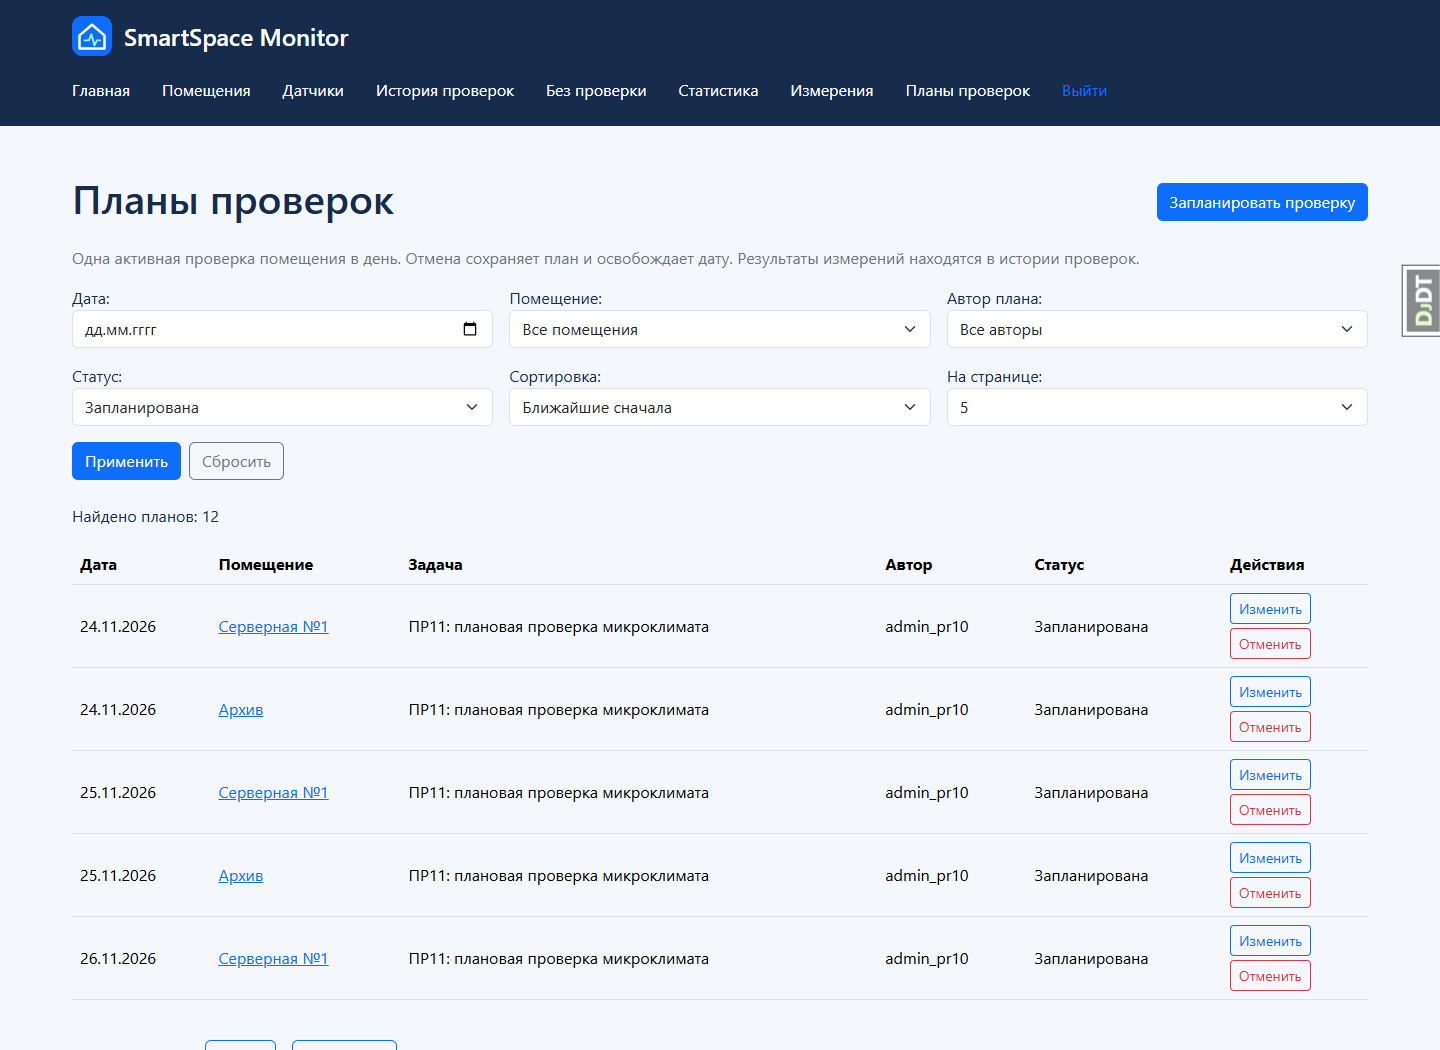 SmartSpace Monitor
Главная Помещения Датчики История проверок Без проверки Статистика Измерения Планы проверок Выйти
Планы проверок
Запланировать проверку
Одна активная проверка помещения в день. Отмена сохраняет план и освобождает дату. Результаты измерений находятся в истории проверок.
Дата: Помещение: Автор плана:
дд.мм.гггг Все помещения Все авторы
Статус: Сортировка: На странице:
Запланирована Ближайшие сначала 5
Применить Сбросить
DJDT
Найдено планов: 12
Дата Помещение Задача Автор Статус Действия
24.11.2026 Серверная №1 ПР11: плановая проверка микроклимата admin_pr10 Запланирована Изменить
Отменить
24.11.2026 Архив ПР11: плановая проверка микроклимата admin_pr10 Запланирована Изменить
Отменить
25.11.2026 Серверная №1 ПР11: плановая проверка микроклимата admin_pr10 Запланирована Изменить
Отменить
25.11.2026 Архив ПР11: плановая проверка микроклимата admin_pr10 Запланирована Изменить
Отменить
26.11.2026 Серверная №1 ПР11: плановая проверка микроклимата admin_pr10 Запланирована Изменить
Отменить